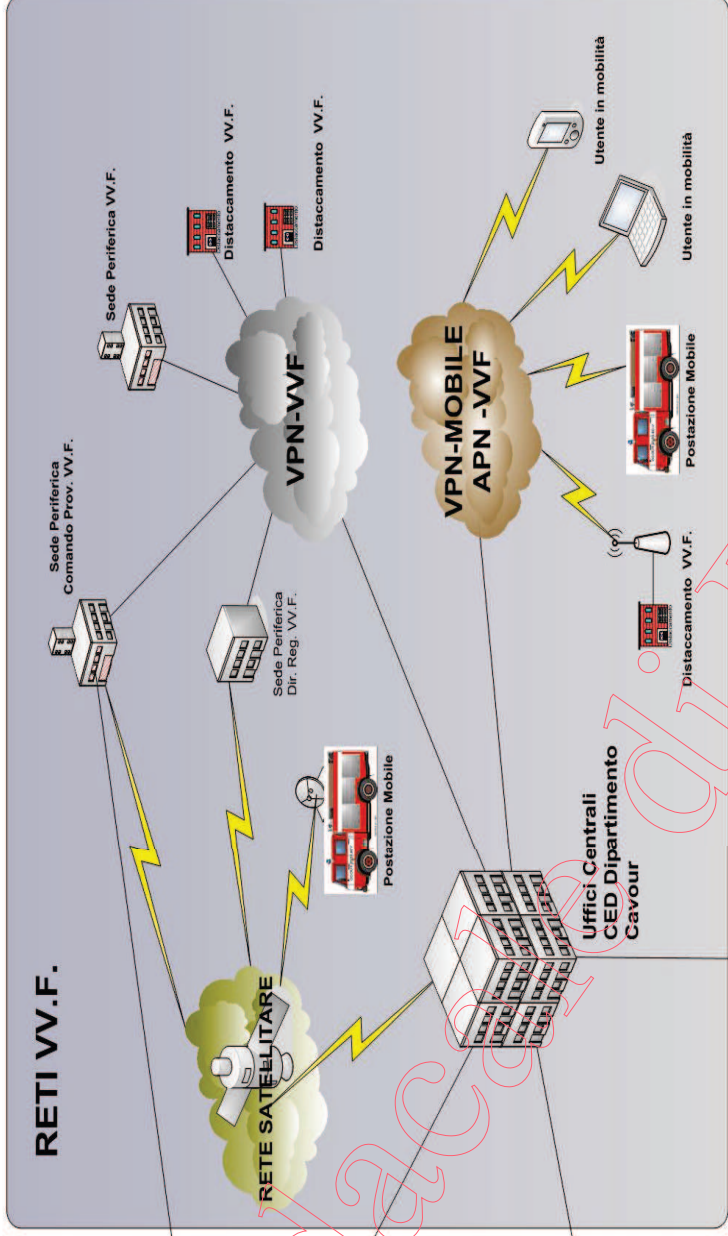 RETI VV.F.
Sede Periferica
Comando Prov. VV.F.
Sede Periferica VV.F.
Distaccamento VV.F.
Distaccamento VV.F.
Sede Periferica
Dir. Reg. VV.F.
VPN-VVF
RETE SATELLITARE
Postazione Mobile
VPN-MOBILE
APN -VVF
Utente in mobilità
Utente in mobilità
Postazione Mobile
Distaccamento VV.F.
Uffici Centrali
CED Dipartimento
Cavour